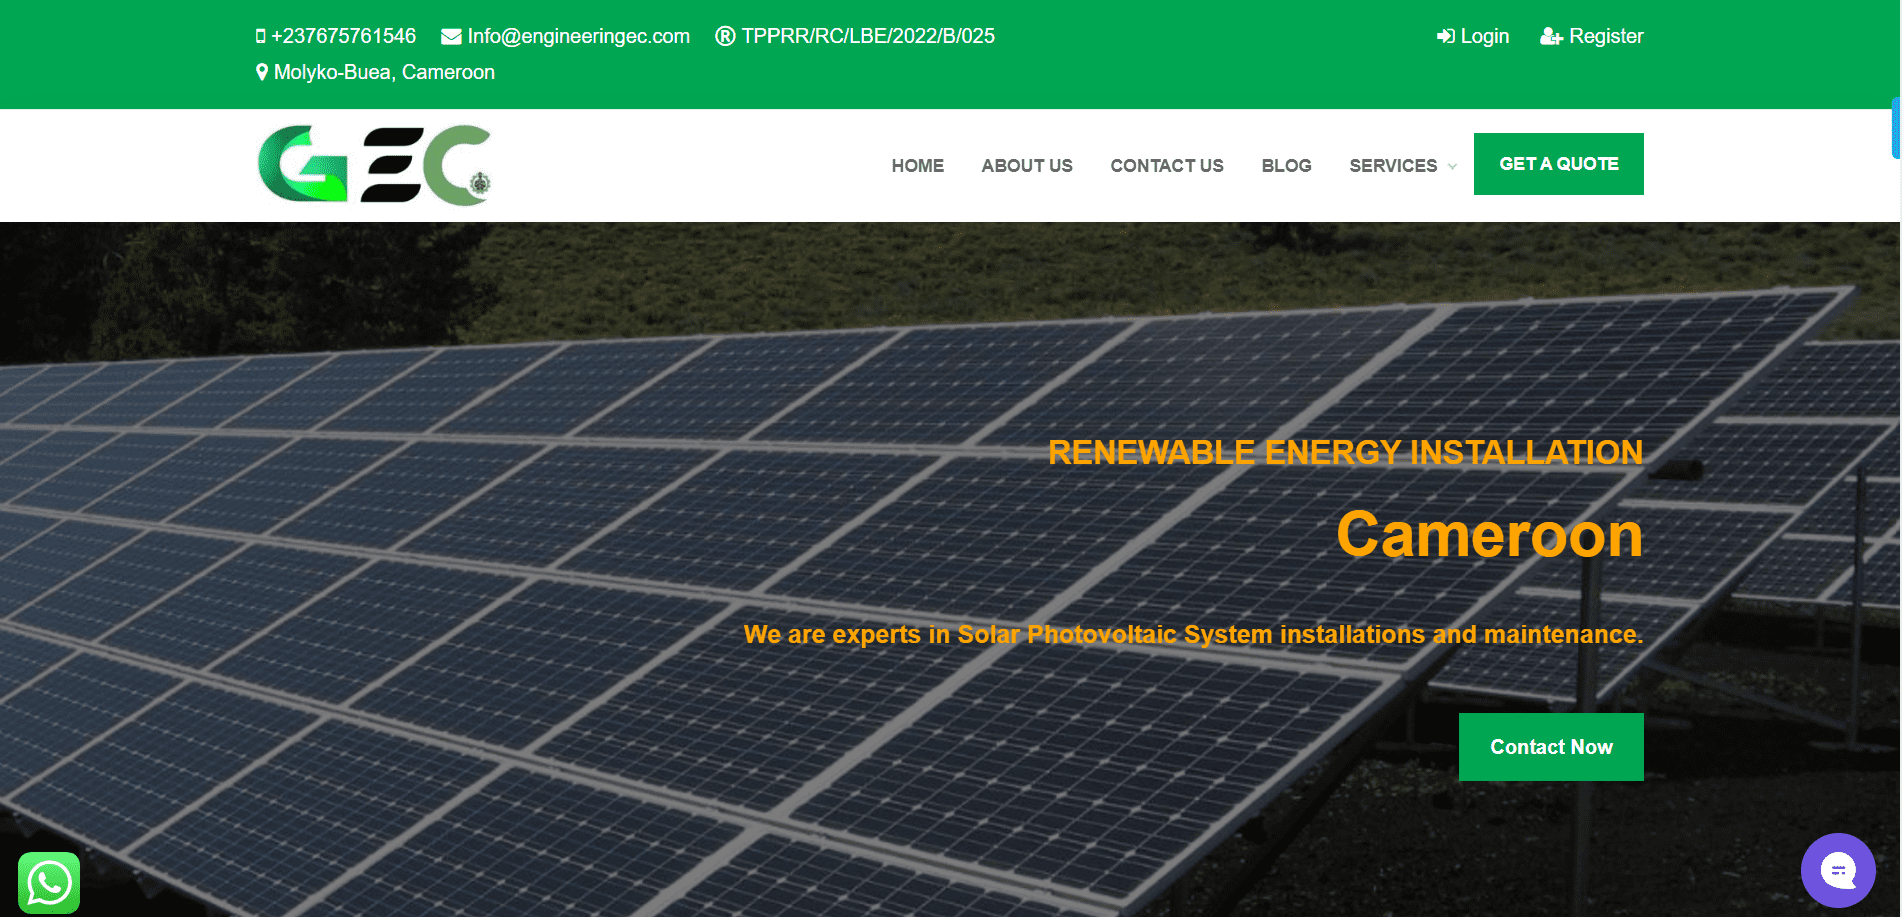 +237675761546 Info@engineeringec.com ® TPPRR/RC/LBE/2022/B/025 Login Register
Molyko-Buea, Cameroon
GEC
HOME ABOUT US CONTACT US BLOG SERVICES GET A QUOTE
RENEWABLE ENERGY INSTALLATION
Cameroon
We are experts in Solar Photovoltaic System installations and maintenance.
Contact Now